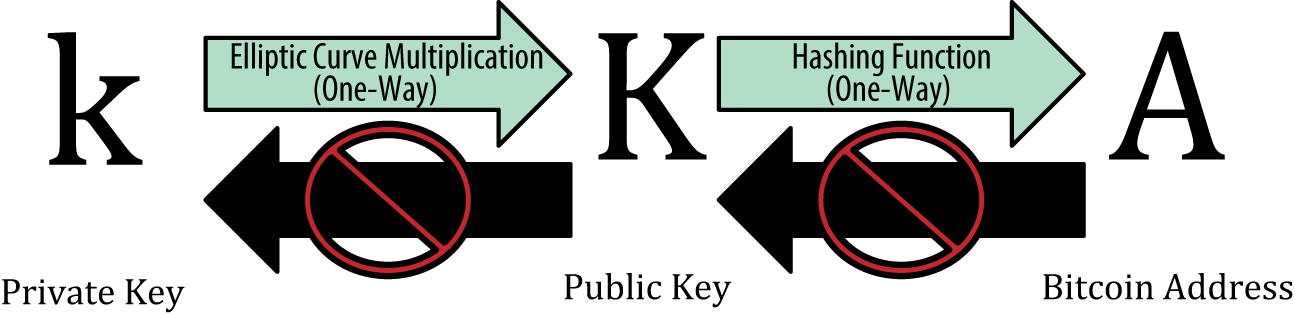 k
Elliptic Curve Multiplication
(One-Way)
K
Hashing Function
(One-Way)
A
Private Key
Public Key
Bitcoin Address